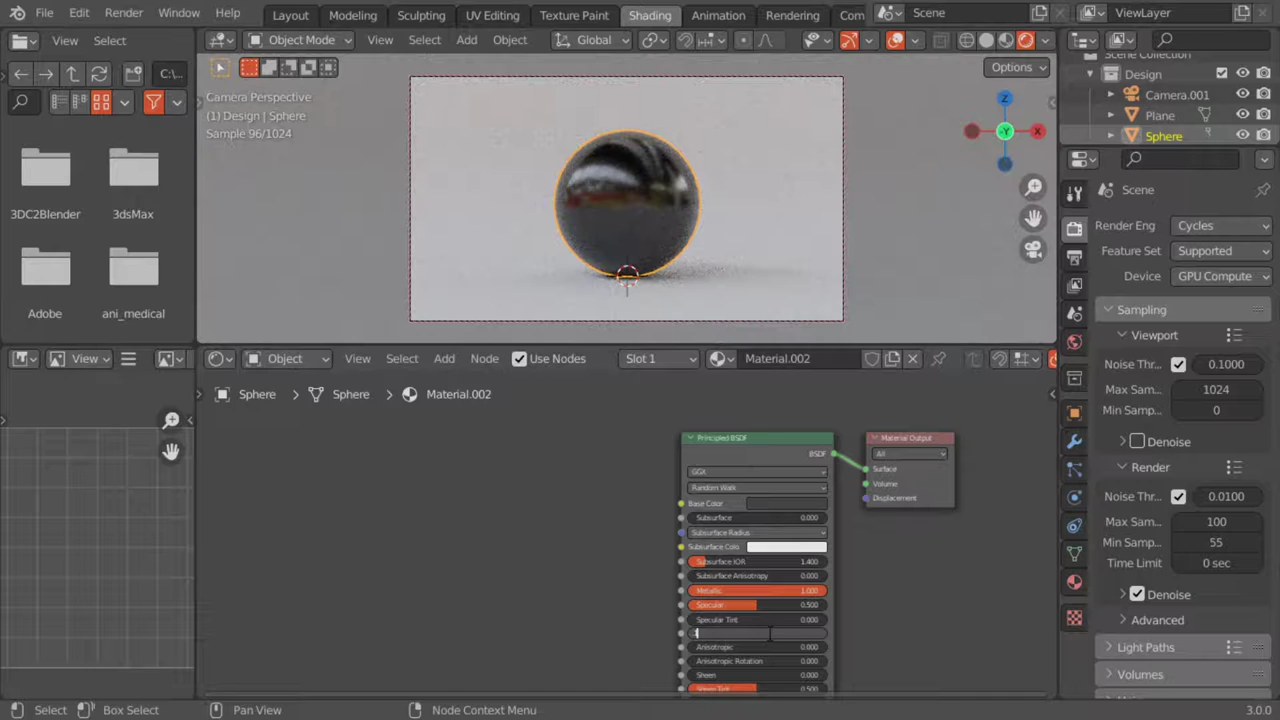 File Edit Render Window Help Layout Modeling Sculpting UV Editing Texture Paint Shading Animation Rendering Com Scene ViewLayer
View Select Object Mode View Select Add Object Global
C:\... Options Scene Collection
Design
Camera Perspective
(1) Design | Sphere
Sample 96/1024
Camera.001
Plane
Sphere
Z
-Y X
3DC2Blender 3dsMax
Adobe ani_medical
Scene
Render Eng Cycles
Feature Set Supported
Device GPU Compute
Sampling
Viewport
Noise Thr... 0.1000
Max Sam... 1024
Min Samp... 0
Denoise
Render
Noise Thr... 0.0100
Max Sam... 100
Min Sam... 55
Time Limit 0 sec
Denoise
Advanced
Light Paths
Volumes
View Object View Select Add Node Use Nodes Slot 1 Material.002
Sphere > Sphere > Material.002
Principled BSDF
BSDF
GGX
Random Walk
Base Color
Subsurface 0.000
Subsurface Radius
Subsurface Colo
Subsurface IOR 1.400
Subsurface Anisotropy 0.000
Metallic 1.000
Specular 0.500
Specular Tint 0.000
Anisotropic 0.000
Anisotropic Rotation 0.000
Sheen 0.000
Sheen Tint 0.500
Material Output
All
Surface
Volume
Displacement
Select Box Select Pan View Node Context Menu 3.0.0